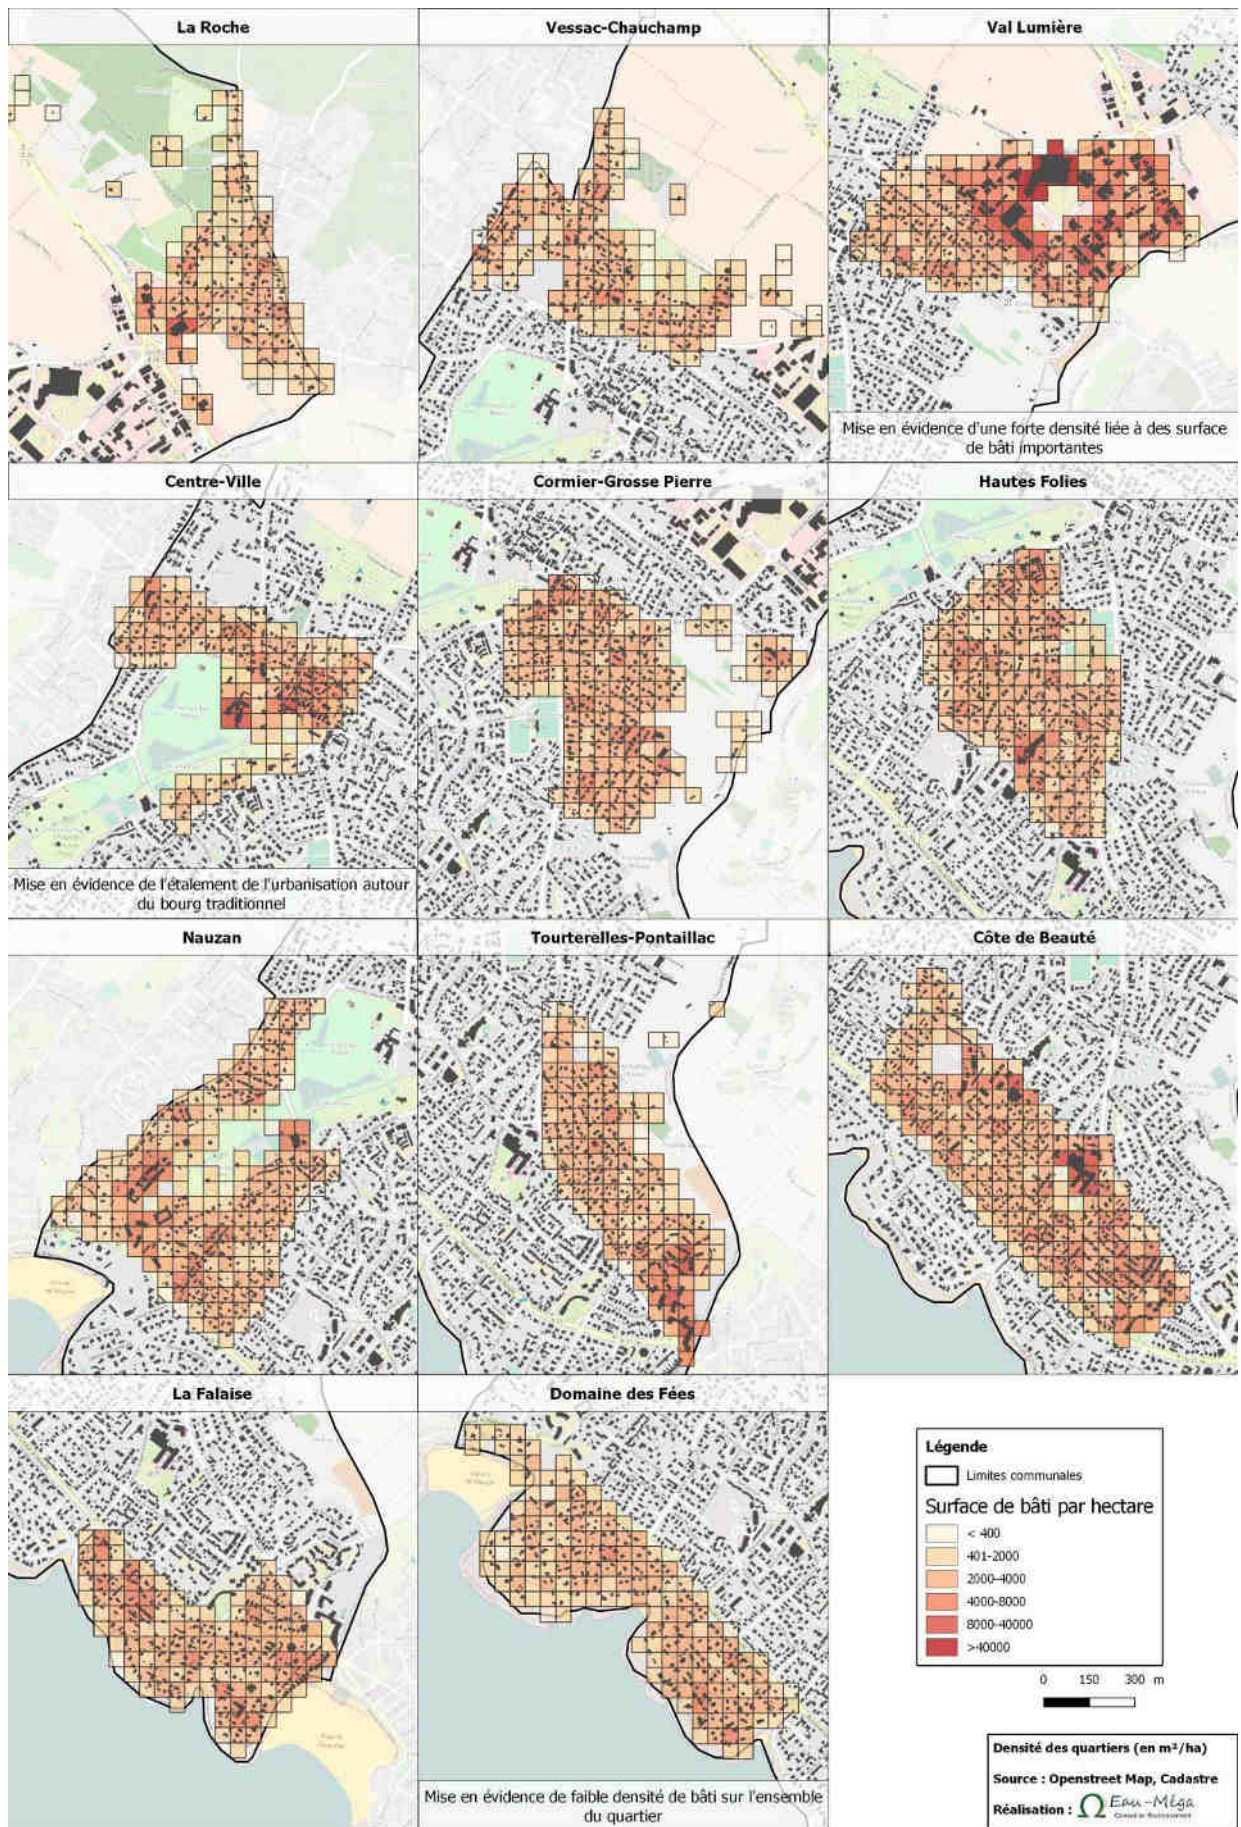 La Roche
Vessac-Chauchamp
Val Lumière
Mise en évidence d'une forte densité liée à des surface
de bâti importantes
Centre-Ville
Cormier-Grosse Pierre
Hautes Folies
Mise en évidence de l'étalement de l'urbanisation autour
du bourg traditionnel
Nauzan
Tourterelles-Pontaillac
Côte de Beauté
La Falaise
Domaine des Fées
Mise en évidence de faible densité de bâti sur l'ensemble
du quartier
Légende
Limites communales
Surface de bâti par hectare
< 400
401-2000
2000-4000
4000-8000
8000-40000
>40000
0 150 300 m
Densité des quartiers (en m²/ha)
Source : Openstreet Map, Cadastre
Réalisation : Eau-Méga
Conseil en Environnement